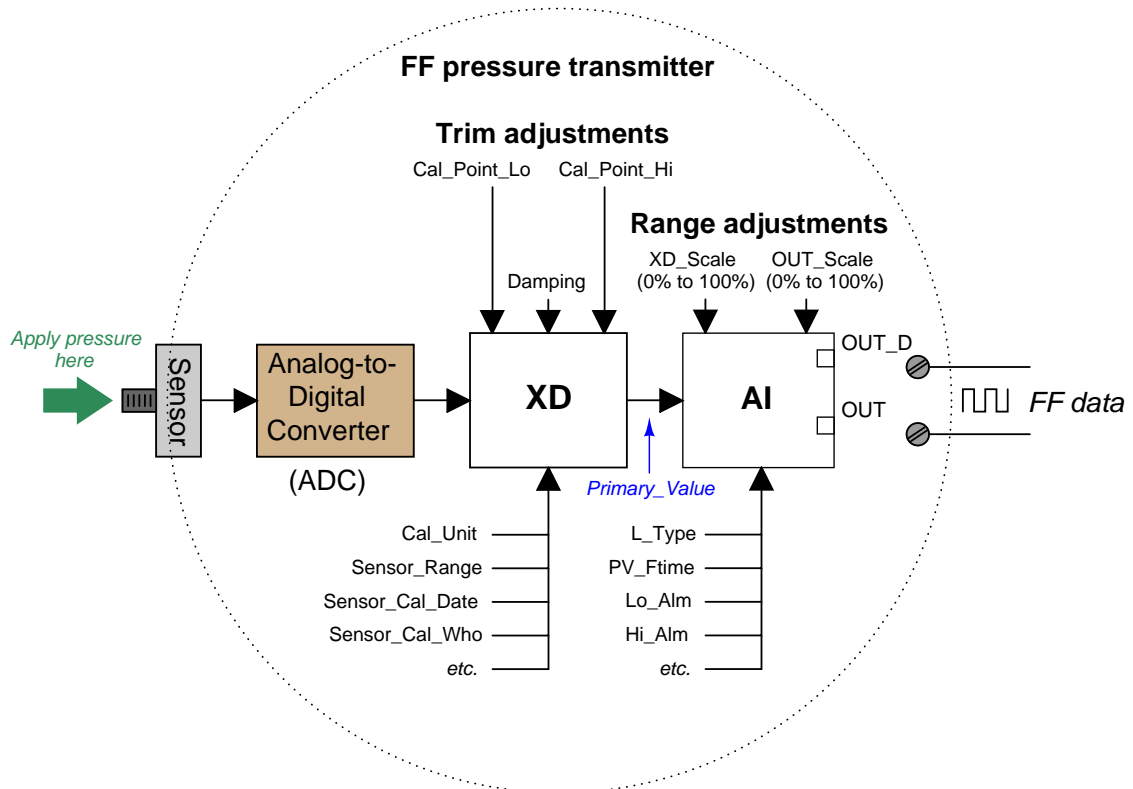 FF pressure transmitter
Trim adjustments
Cal_Point_Lo
Cal_Point_Hi
Range adjustments
XD_Scale
(0% to 100%)
OUT_Scale
(0% to 100%)
Damping
Apply pressure
here
Sensor
Analog-to-
Digital
Converter
(ADC)
XD
Primary_Value
AI
OUT_D
OUT
FF data
Cal_Unit
Sensor_Range
Sensor_Cal_Date
Sensor_Cal_Who
etc.
L_Type
PV_Ftime
Lo_Alm
Hi_Alm
etc.